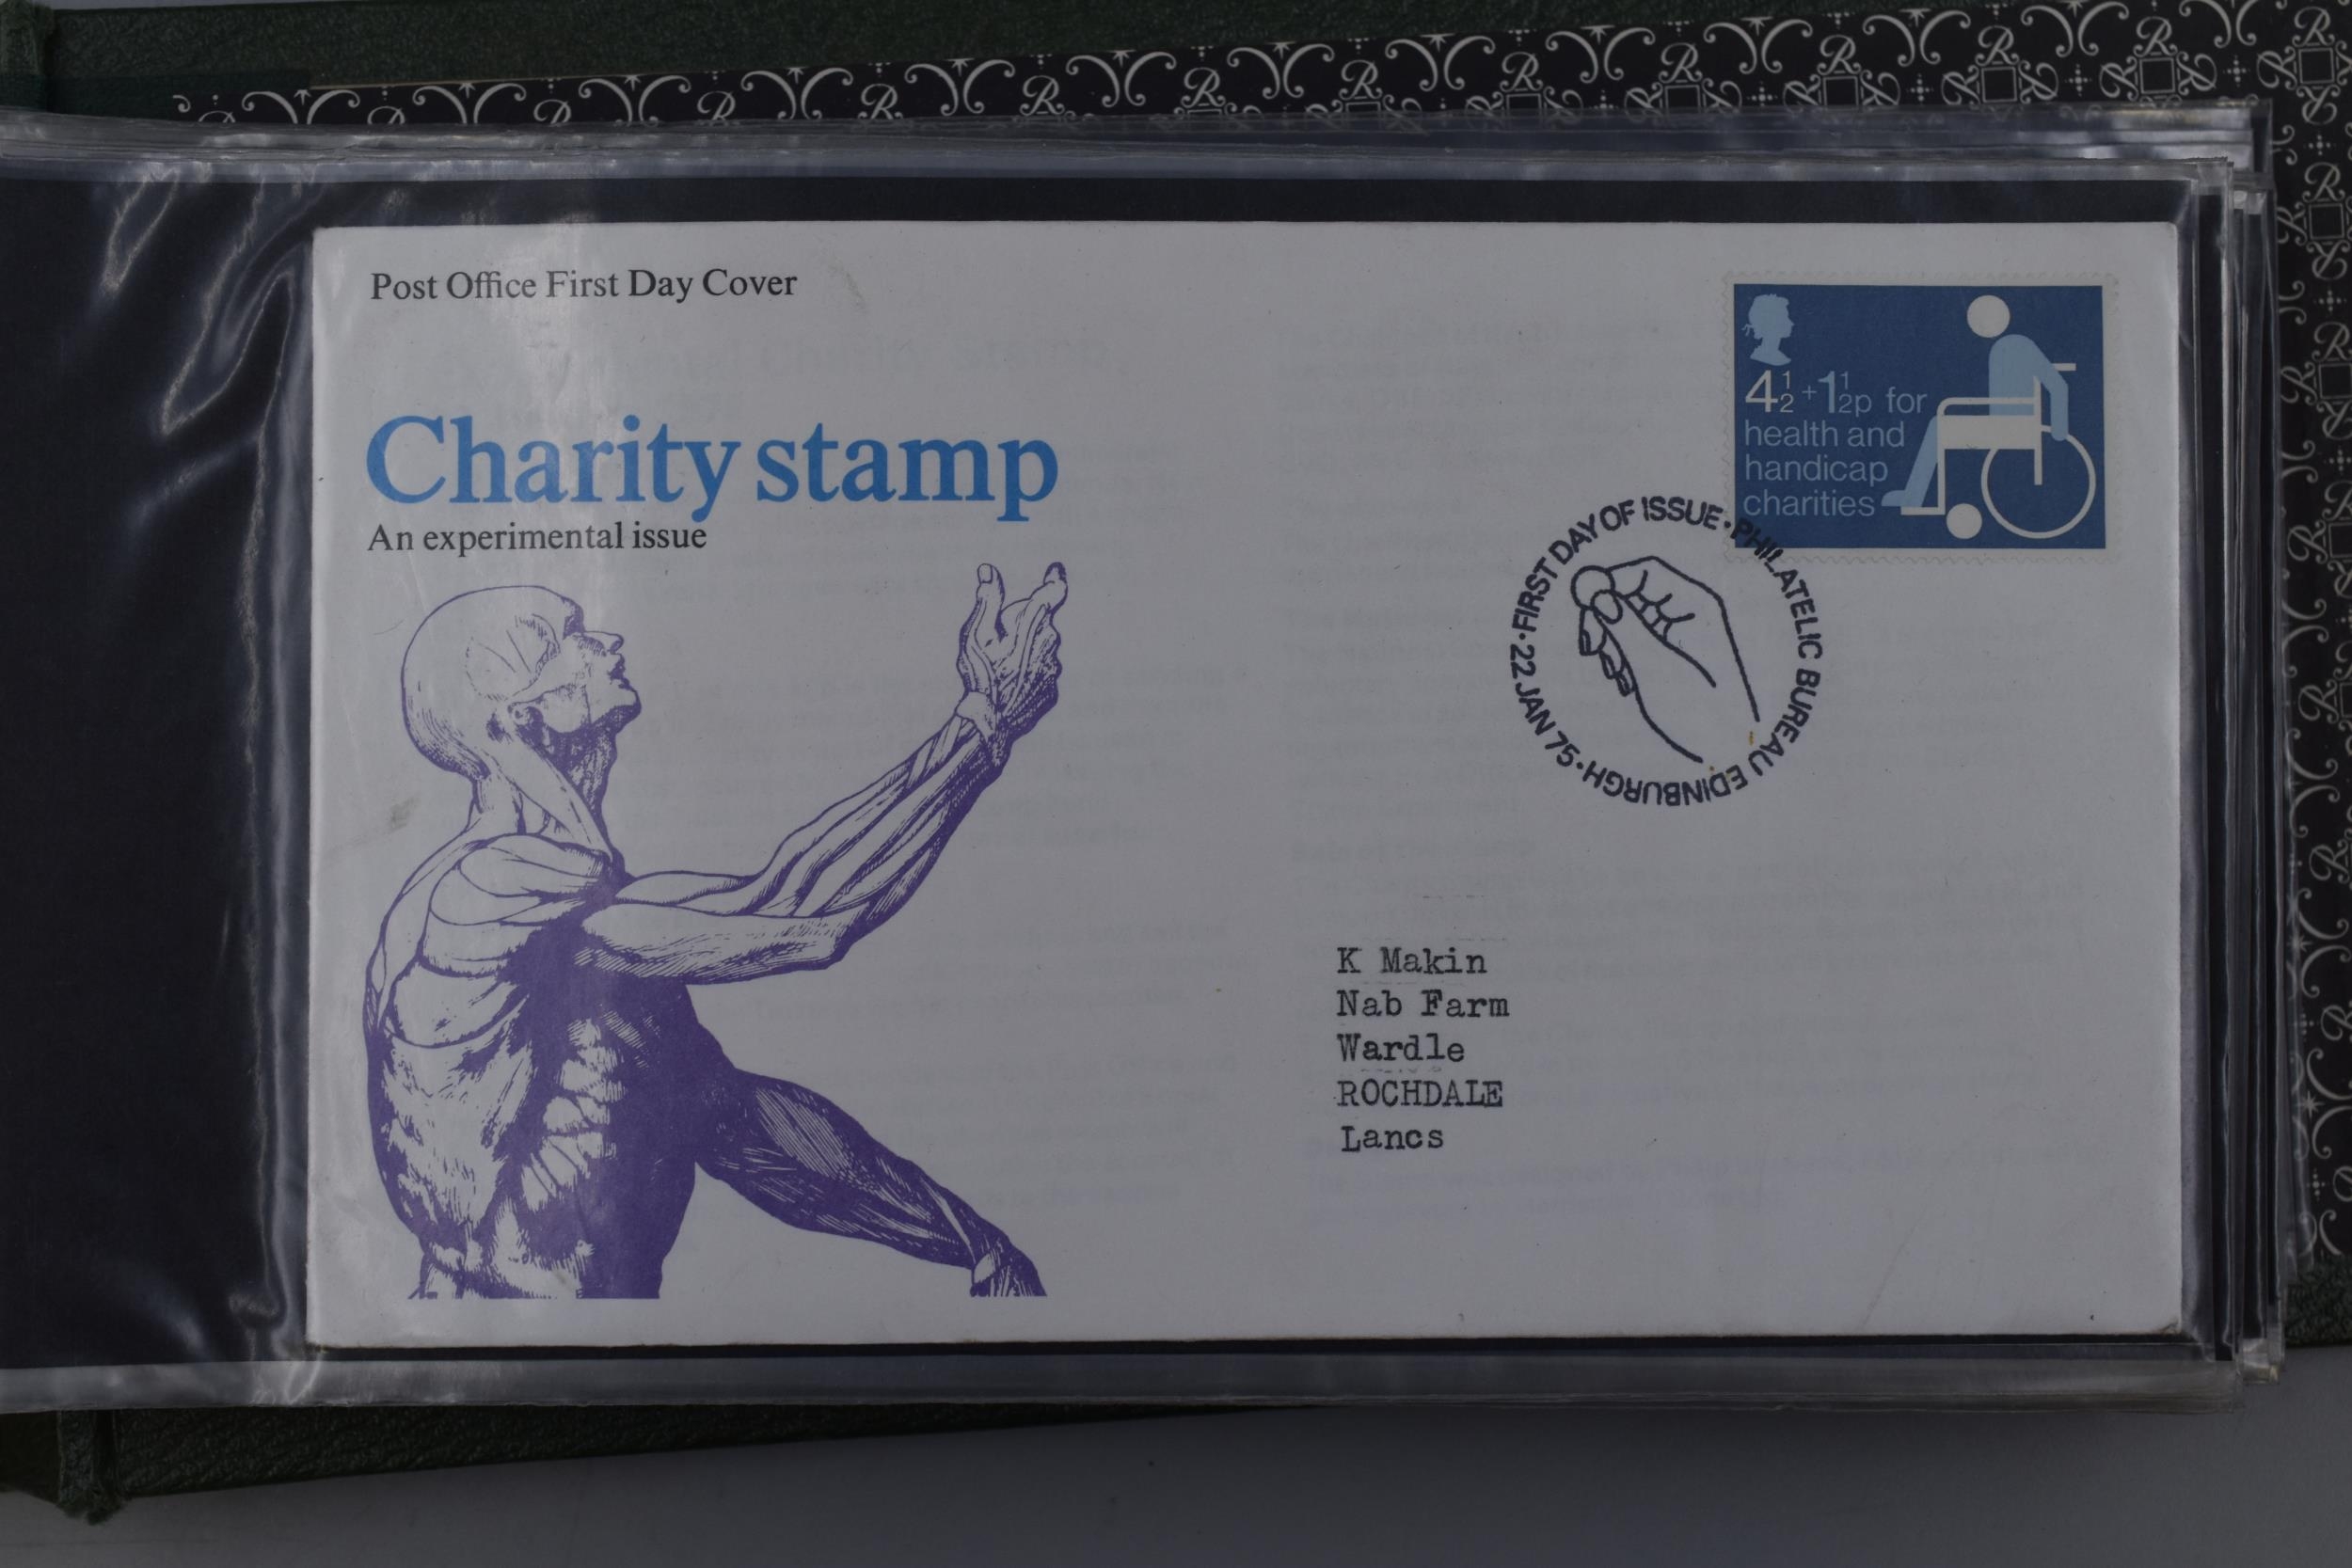 Post Office First Day Cover
Charity stamp
An experimental issue
4½+1½p for
health and
handicap
charities
FIRST DAY OF ISSUE · PHILATELIC BUREAU EDINBURGH · 22 JAN 75 ·
K Makin
Nab Farm
Wardle
ROCHDALE
Lancs